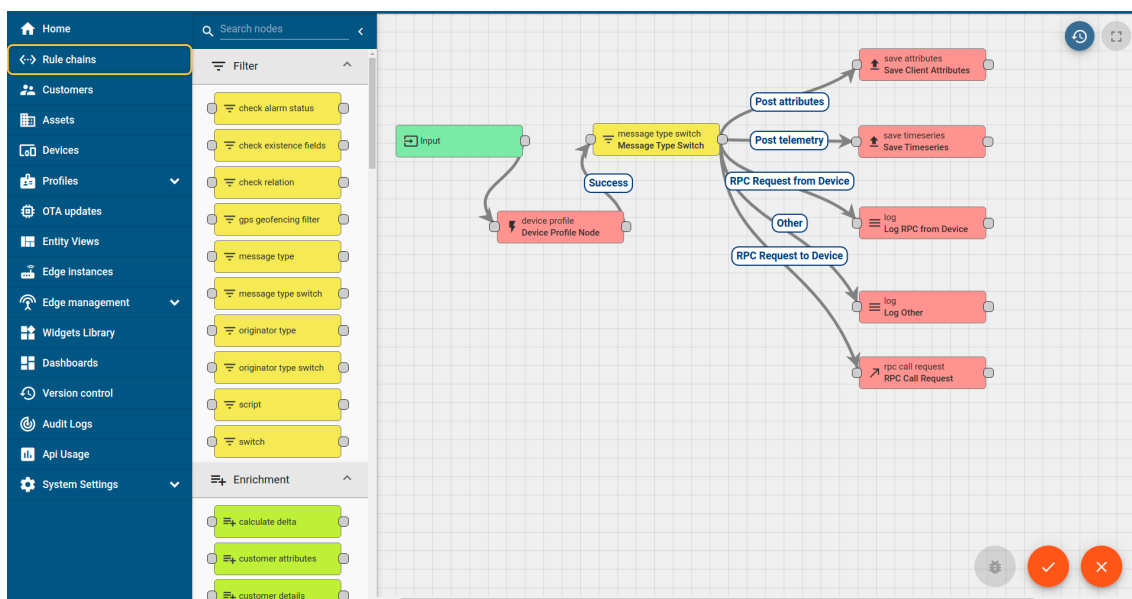 Home
Rule chains
Customers
Assets
Devices
Profiles
OTA updates
Entity Views
Edge instances
Edge management
Widgets Library
Dashboards
Version control
Audit Logs
Api Usage
System Settings
Search nodes
Filter
check alarm status
check existence fields
check relation
gps geofencing filter
message type
message type switch
originator type
originator type switch
script
switch
Enrichment
calculate delta
customer attributes
customer details
Input
device profile
Device Profile Node
Success
message type switch
Message Type Switch
Post attributes
Post telemetry
RPC Request from Device
Other
RPC Request to Device
save attributes
Save Client Attributes
save timeseries
Save Timeseries
log
Log RPC from Device
log
Log Other
rpc call request
RPC Call Request